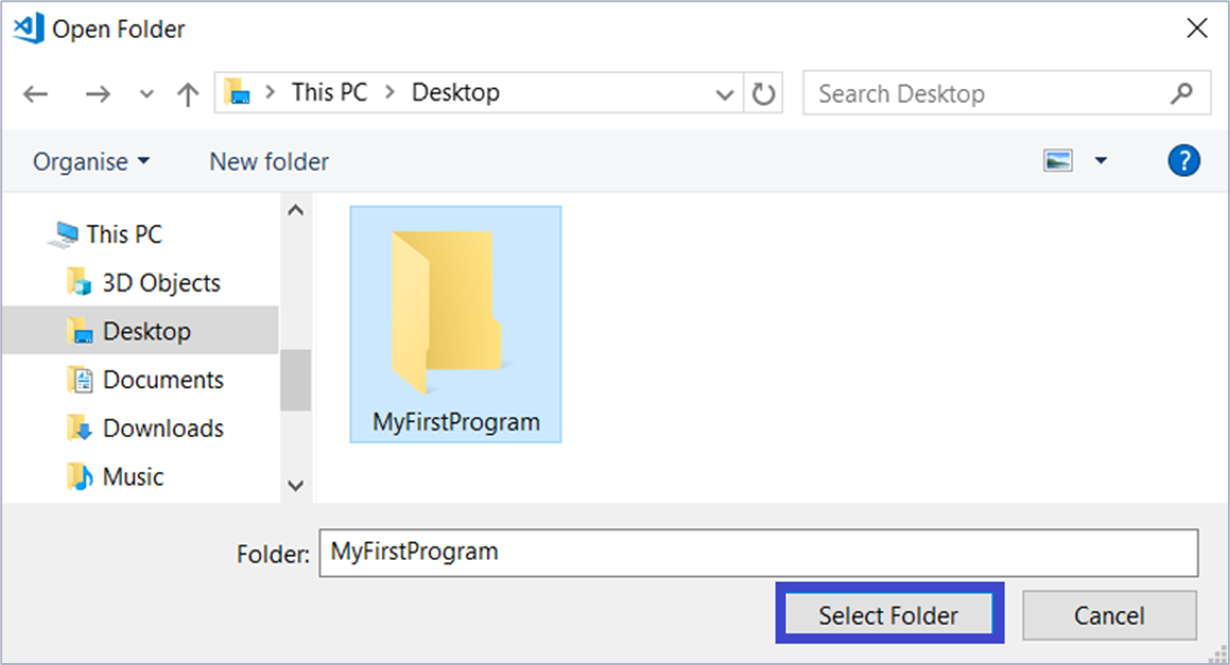 Open Folder
This PC > Desktop
Search Desktop
Organise
New folder
?
This PC
3D Objects
Desktop
Documents
Downloads
Music
MyFirstProgram
Folder: MyFirstProgram
Select Folder
Cancel